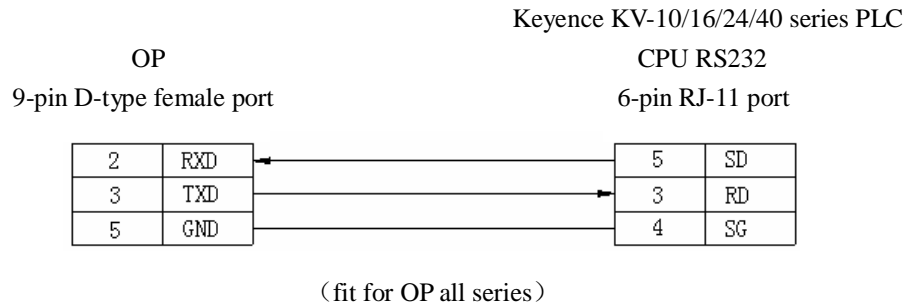 Keyence KV-10/16/24/40 series PLC
OP CPU RS232
9-pin D-type female port 6-pin RJ-11 port
2 RXD 5 SD
3 TXD 3 RD
5 GND 4 SG
（fit for OP all series）